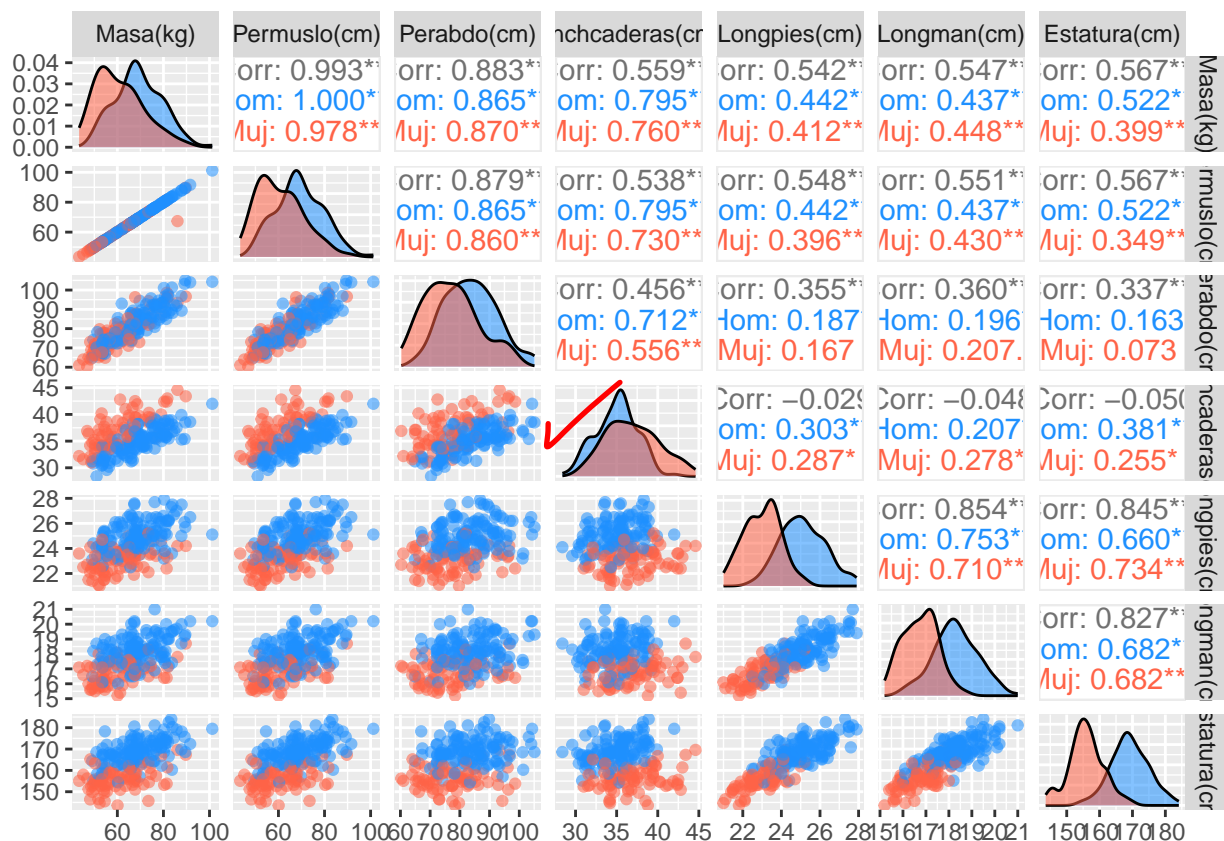 Masa(kg) Permuslo(cm) Perabdo(cm) nchcaderas(cm Longpies(cm) Longman(cm) Estatura(cm)
0.04
0.03
0.02
0.01
0.00
orr: 0.993** orr: 0.883** orr: 0.559** orr: 0.542** orr: 0.547** orr: 0.567**
om: 1.000* om: 0.865* om: 0.795* om: 0.442* om: 0.437* om: 0.522*
Muj: 0.978** Muj: 0.870** Muj: 0.760** Muj: 0.412** Muj: 0.448** Muj: 0.399**
Masa(kg)
100
80
60
orr: 0.879** orr: 0.538** orr: 0.548** orr: 0.551** orr: 0.567**
om: 0.865* om: 0.795* om: 0.442* om: 0.437* om: 0.522*
Muj: 0.860** Muj: 0.730** Muj: 0.396** Muj: 0.430** Muj: 0.349**
rmuslo(c
100
90
80
70
60
orr: 0.456** orr: 0.355** orr: 0.360** orr: 0.337**
om: 0.712* Hom: 0.187 Hom: 0.196 Hom: 0.163
Muj: 0.556** Muj: 0.167 Muj: 0.207. Muj: 0.073
erabdo(cr
45
40
35
30
Corr: −0.029 Corr: −0.048 Corr: −0.050
om: 0.303* Hom: 0.207 om: 0.381*
Muj: 0.287* Muj: 0.278* Muj: 0.255*
hcaderas
28
26
24
22
orr: 0.854** orr: 0.845**
om: 0.753* om: 0.660*
Muj: 0.710** Muj: 0.734**
ngpies(c
21
20
19
18
17
16
15
orr: 0.827**
om: 0.682*
Muj: 0.682**
ngman(c
180
170
160
150
statura(cr
60 80 100 60 80 100 60 70 80 90 100 30 35 40 45 22 24 26 28 15 16 17 18 19 20 21 150 160 170 180